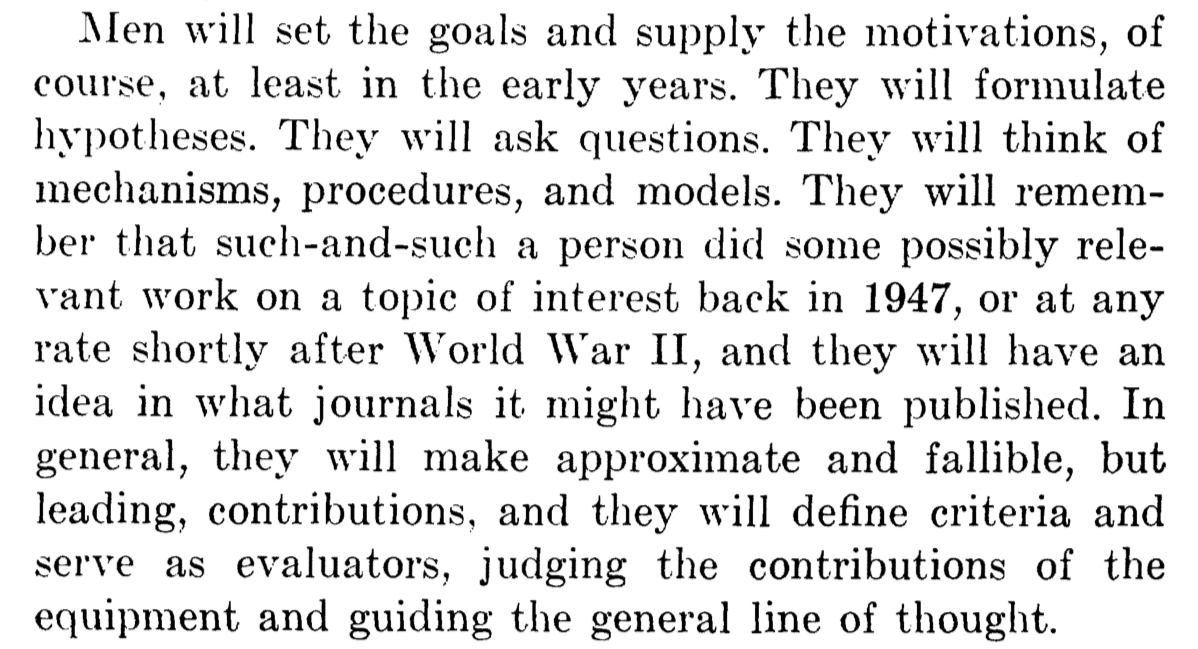 Men will set the goals and supply the motivations, of
course, at least in the early years. They will formulate
hypotheses. They will ask questions. They will think of
mechanisms, procedures, and models. They will remem-
ber that such-and-such a person did some possibly rele-
vant work on a topic of interest back in 1947, or at any
rate shortly after World War II, and they will have an
idea in what journals it might have been published. In
general, they will make approximate and fallible, but
leading, contributions, and they will define criteria and
serve as evaluators, judging the contributions of the
equipment and guiding the general line of thought.